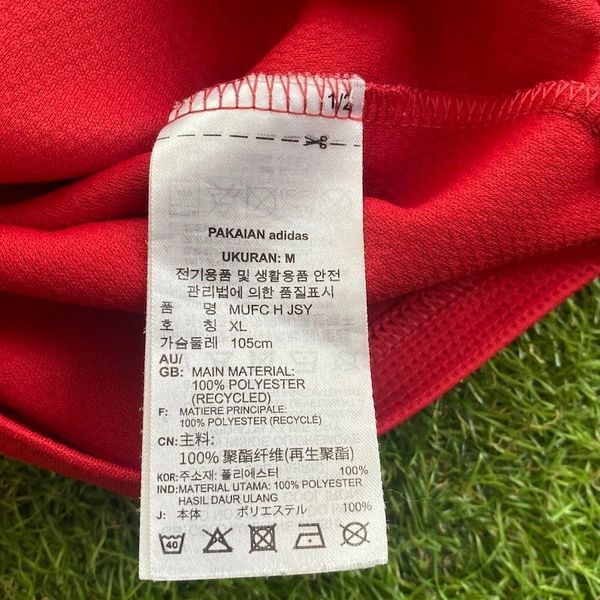 1/2
PAKAIAN adidas
UKURAN: M
전기용품 및 생활용품 안전
관리법에 의한 품질표시
품 명 MUFC H JSY
호 칭 XL
가슴둘레 105cm
AU/
GB: MAIN MATERIAL:
100% POLYESTER
(RECYCLED)
F: MATIERE PRINCIPALE:
100% POLYESTER (RECYCLÉ)
CN: 主料:
100% 聚酯纤维(再生聚酯)
KOR: 주소재: 폴리에스터 100%
IND: MATERIAL UTAMA: 100% POLYESTER
HASIL DAUR ULANG
J: 本体 ポリエステル 100%
40